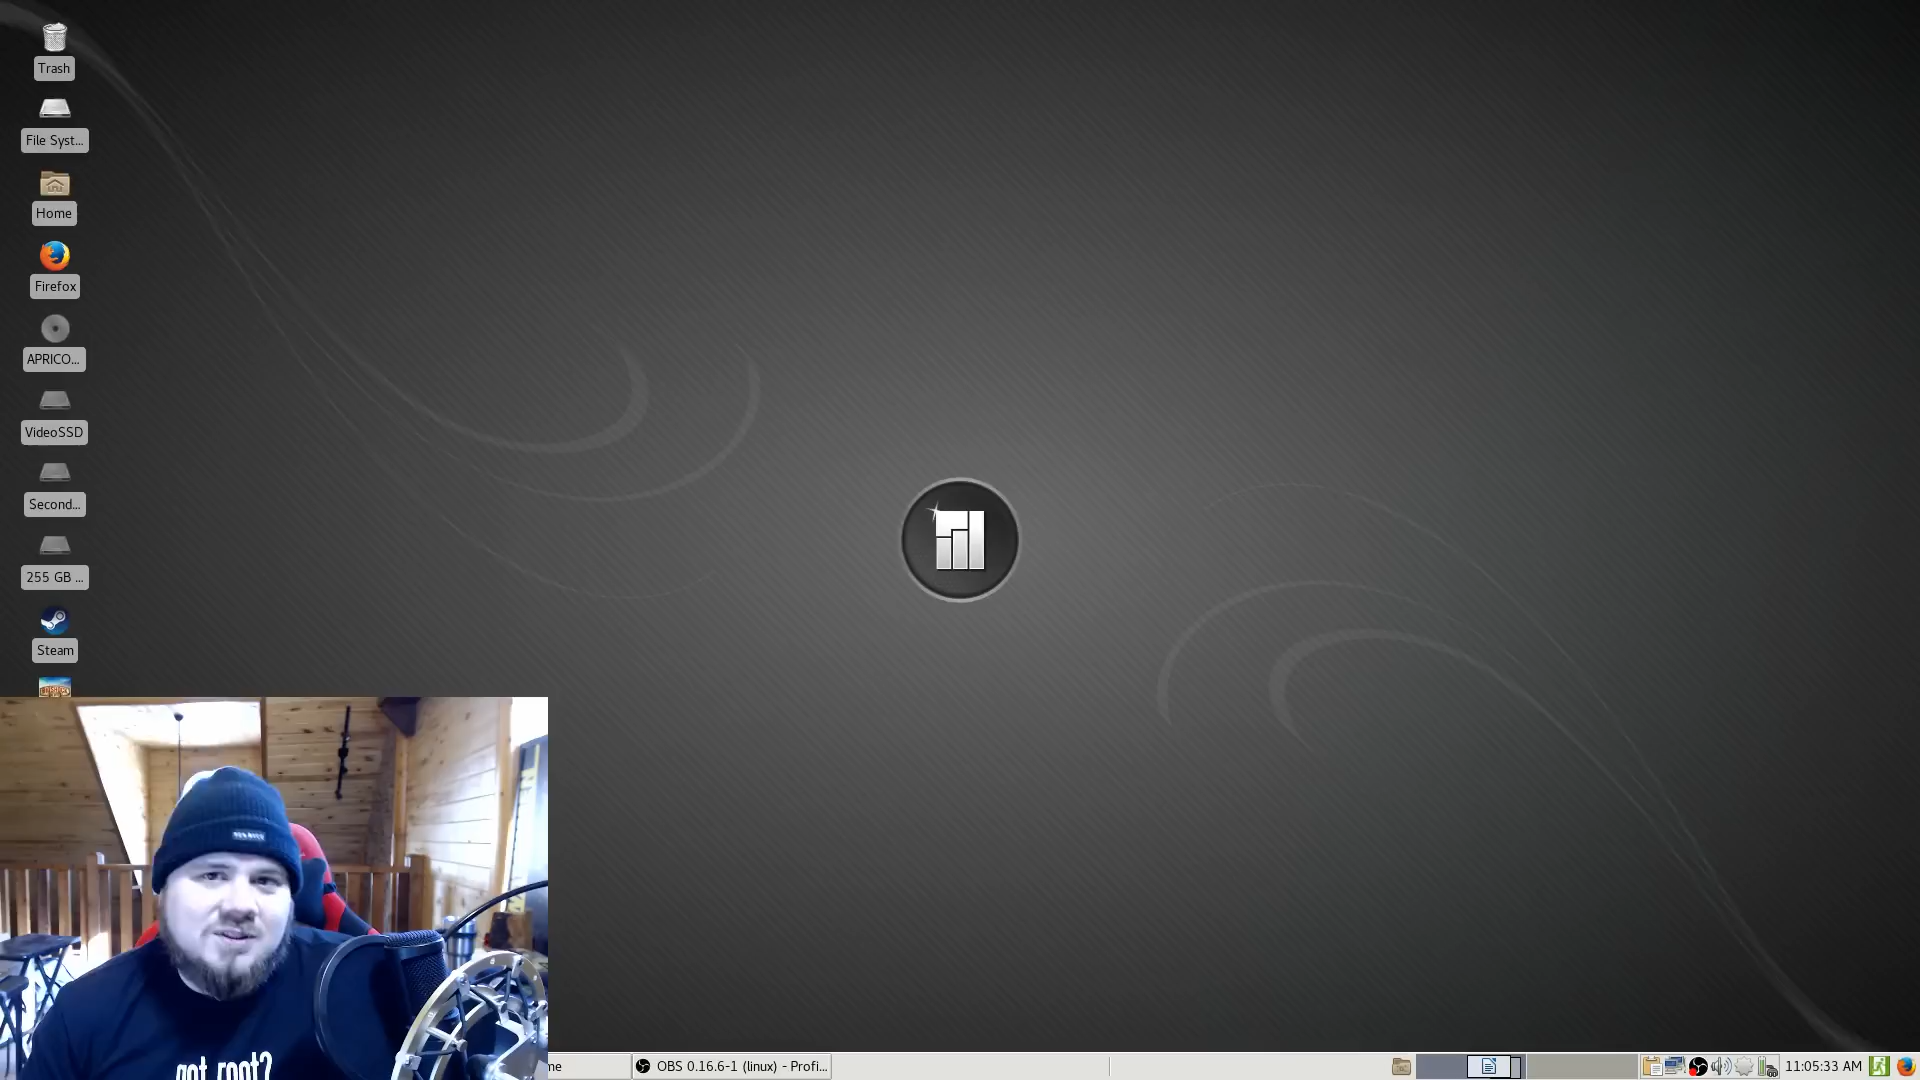 Trash
File Syst...
Home
Firefox
APRICO...
VideoSSD
Second...
255 GB ...
Steam
got root?
me
OBS 0.16.6-1 (linux) - Profi...
11:05:33 AM